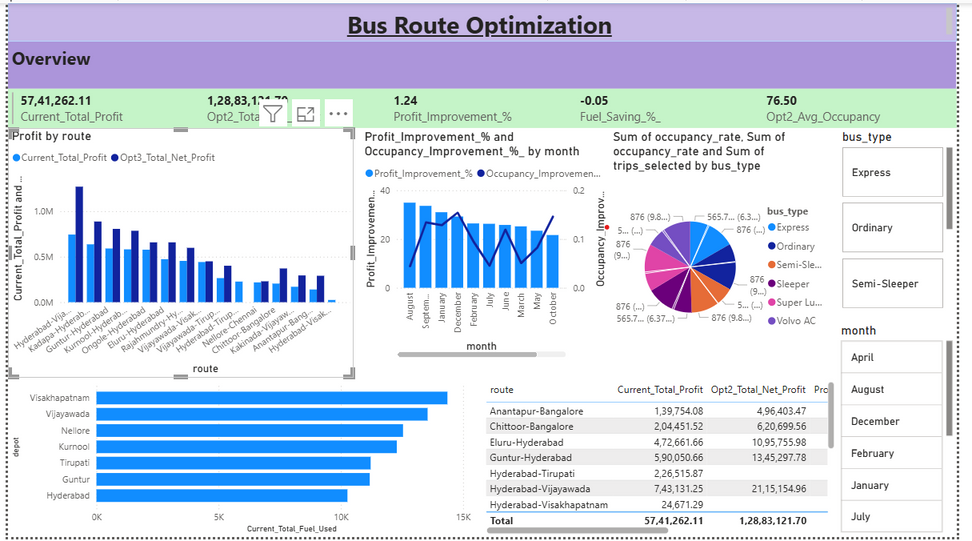 Bus Route Optimization
Overview
57,41,262.11
Current_Total_Profit
1,28,83,121.70
Opt2_Tota
1.24
Profit_Improvement_%
-0.05
Fuel_Saving_%_
76.50
Opt2_Avg_Occupancy
Profit by route
Current_Total_Profit Opt3_Total_Net_Profit
Current_Total_Profit and ...
1.0M
0.5M
0.0M
Hyderabad-Vija...
Kadapa-Hyderab...
Guntur-Hyderabad
Kurnool-Hyderab...
Ongole-Hyderabad
Eluru-Hyderabad
Rajahmundry-Hy...
Vijayawada-Visak...
Vijayawada-Tirup...
Hyderabad-Tirup...
Nellore-Chennai
Chittoor-Bangalore
Kakinada-Vijayaw...
Anantapur-Bang...
Hyderabad-Visak...
route
Profit_Improvement_% and
Occupancy_Improvement_%_ by month
Profit_Improvement_% Occupancy_Improvemen...
Profit_Improvemen...
40
20
0
0.2
0.1
0.0
Occupancy_Improv...
August
Septem...
January
December
February
July
June
March
May
October
month
Sum of occupancy_rate, Sum of
occupancy_rate and Sum of
trips_selected by bus_type
876 (9.8...)
565.7... (6.3...)
876 (9...)
5... (...)
876
(9...)
876
(9...)
876 (...)
5... (...)
565.7... (6.37...)
876 (9.8...)
bus_type
Express
Ordinary
Semi-Sle...
Sleeper
Super Lu...
Volvo AC
bus_type
Express
Ordinary
Semi-Sleeper
month
April
August
December
February
January
July
depot
Visakhapatnam
Vijayawada
Nellore
Kurnool
Tirupati
Guntur
Hyderabad
0K 5K 10K 15K
Current_Total_Fuel_Used
route Current_Total_Profit Opt2_Total_Net_Profit Pro
Anantapur-Bangalore 1,39,754.08 4,96,403.47
Chittoor-Bangalore 2,04,451.52 6,20,699.56
Eluru-Hyderabad 4,72,661.66 10,95,755.98
Guntur-Hyderabad 5,90,050.66 13,45,297.78
Hyderabad-Tirupati 2,26,515.87
Hyderabad-Vijayawada 7,43,131.25 21,15,154.96
Hyderabad-Visakhapatnam 24,671.29
Total 57,41,262.11 1,28,83,121.70